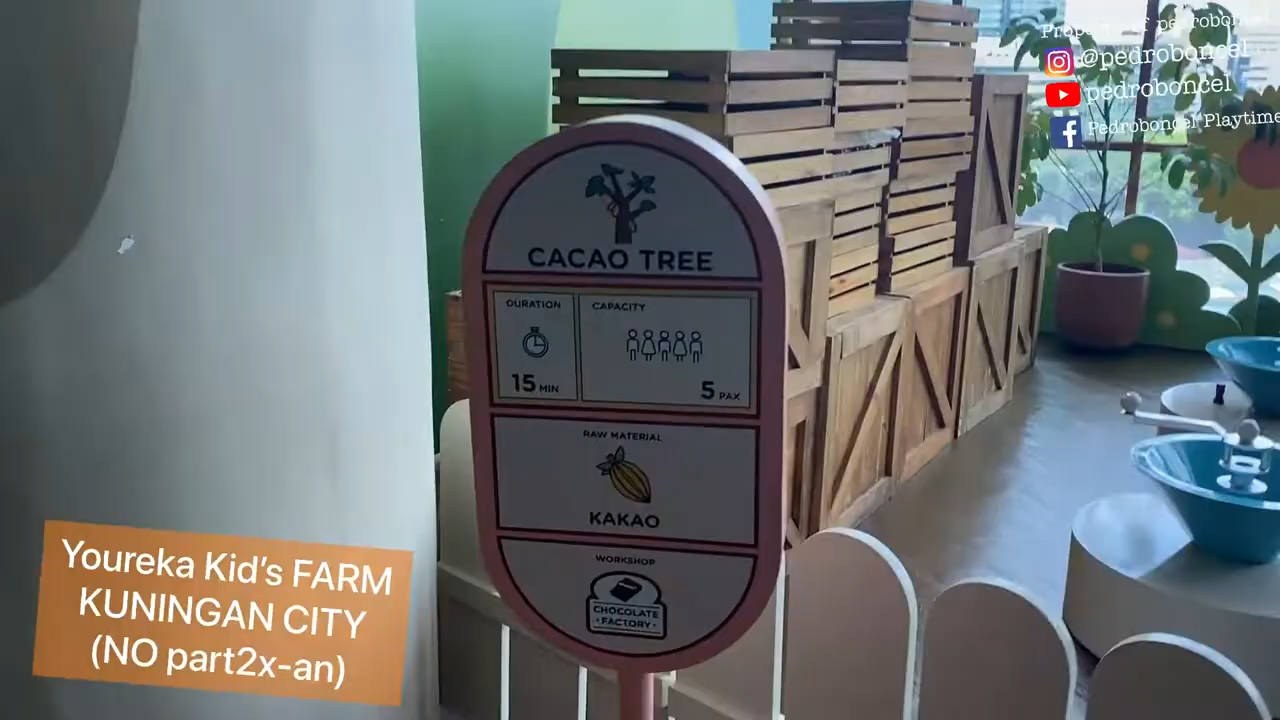 Property of pedroboncel
@pedroboncel
pedroboncel
Pedroboncel Playtime
CACAO TREE
DURATION
15 MIN
CAPACITY
5 PAX
RAW MATERIAL
KAKAO
WORKSHOP
CHOCOLATE
• FACTORY •
Youreka Kid's FARM
KUNINGAN CITY
(NO part2x-an)